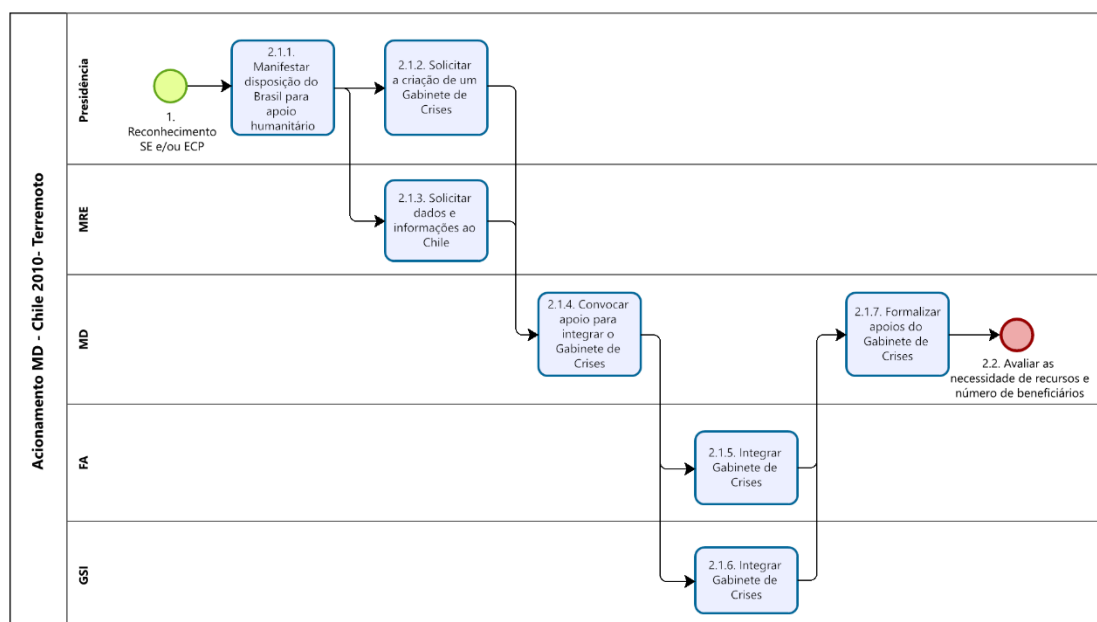 Acionamento MD - Chile 2010- Terremoto
Presidência
1.
Reconhecimento
SE e/ou ECP
2.1.1.
Manifestar
disposição do
Brasil para
apoio
humanitário
2.1.2. Solicitar
a criação de um
Gabinete de
Crises
MRE
2.1.3. Solicitar
dados e
informações ao
Chile
MD
2.1.4. Convocar
apoio para
integrar o
Gabinete de
Crises
2.1.7. Formalizar
apoios do
Gabinete de
Crises
2.2. Avaliar as
necessidade de recursos e
número de beneficiários
FA
2.1.5. Integrar
Gabinete de
Crises
GSI
2.1.6. Integrar
Gabinete de
Crises